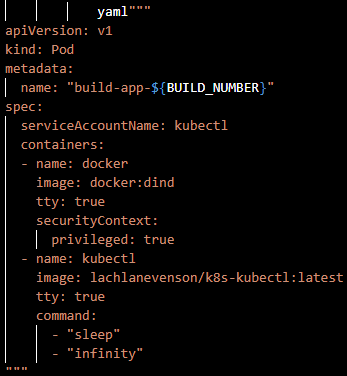 yaml"""
apiVersion: v1
kind: Pod
metadata:
  name: "build-app-${BUILD_NUMBER}"
spec:
  serviceAccountName: kubectl
  containers:
  - name: docker
    image: docker:dind
    tty: true
    securityContext:
      privileged: true
  - name: kubectl
    image: lachlanevenson/k8s-kubectl:latest
    tty: true
    command:
      - "sleep"
      - "infinity"
"""